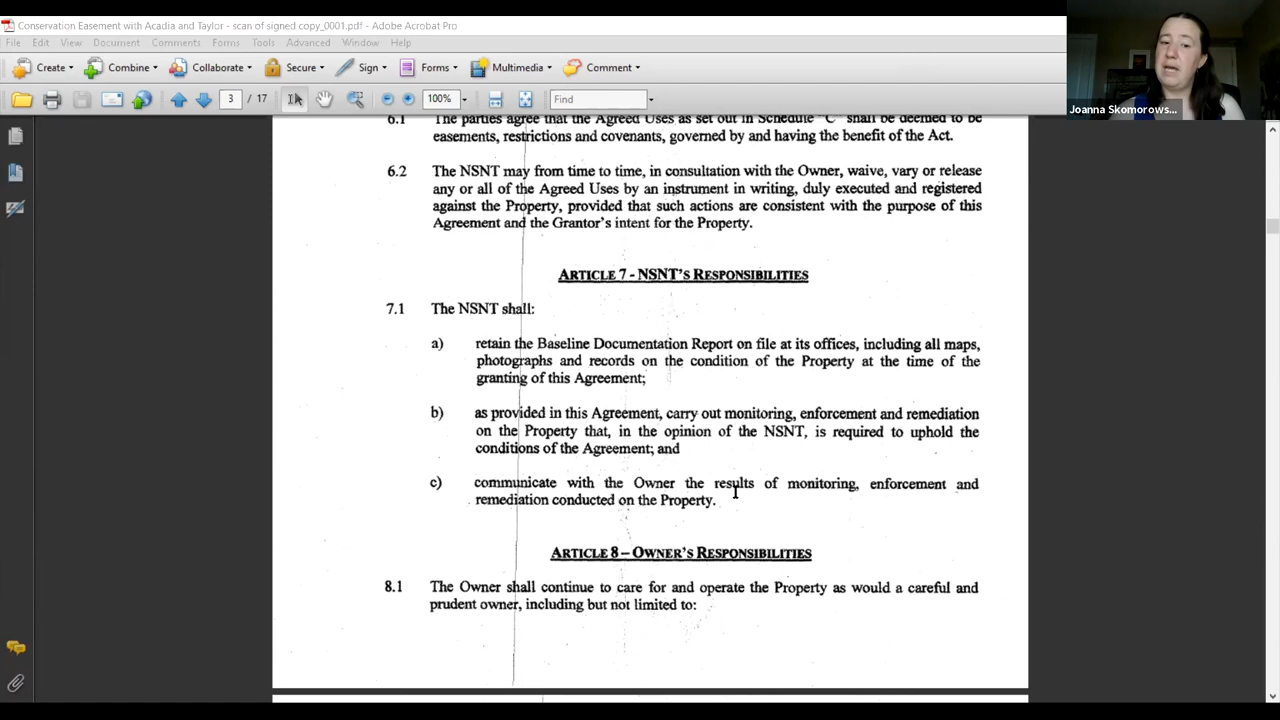 Conservation Easement with Acadia and Taylor - scan of signed copy_0001.pdf - Adobe Acrobat Pro
File Edit View Document Comments Forms Tools Advanced Window Help
Create Combine Collaborate Secure Sign Forms Multimedia Comment
3 / 17 100% Find
Joanna Skomorows...
6.1 The parties agree that the Agreed Uses as set out in Schedule "C" shall be deemed to be
easements, restrictions and covenants, governed by and having the benefit of the Act.
6.2 The NSNT may from time to time, in consultation with the Owner, waive, vary or release
any or all of the Agreed Uses by an instrument in writing, duly executed and registered
against the Property, provided that such actions are consistent with the purpose of this
Agreement and the Grantor's intent for the Property.
ARTICLE 7 - NSNT'S RESPONSIBILITIES
7.1 The NSNT shall:
a) retain the Baseline Documentation Report on file at its offices, including all maps,
photographs and records on the condition of the Property at the time of the
granting of this Agreement;
b) as provided in this Agreement, carry out monitoring, enforcement and remediation
on the Property that, in the opinion of the NSNT, is required to uphold the
conditions of the Agreement; and
c) communicate with the Owner the results of monitoring, enforcement and
remediation conducted on the Property.
ARTICLE 8 – OWNER'S RESPONSIBILITIES
8.1 The Owner shall continue to care for and operate the Property as would a careful and
prudent owner, including but not limited to: